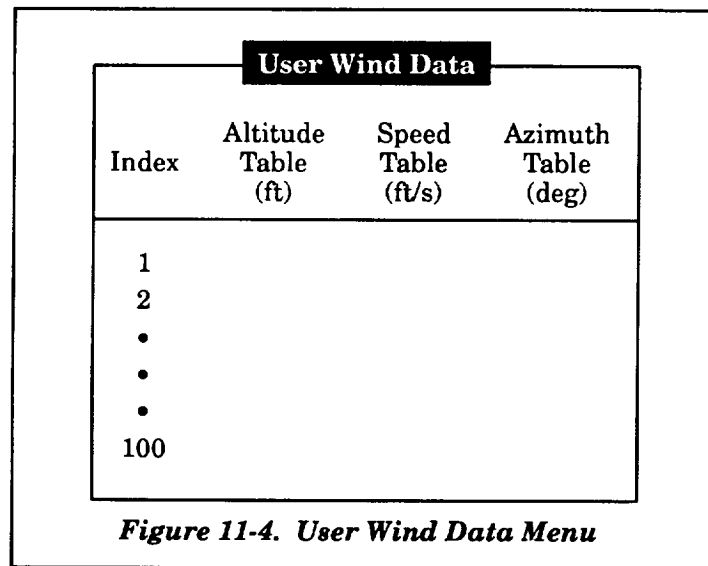 User Wind Data
Index Altitude Table (ft) Speed Table (ft/s) Azimuth Table (deg)
1
2
•
•
•
100
Figure 11-4. User Wind Data Menu